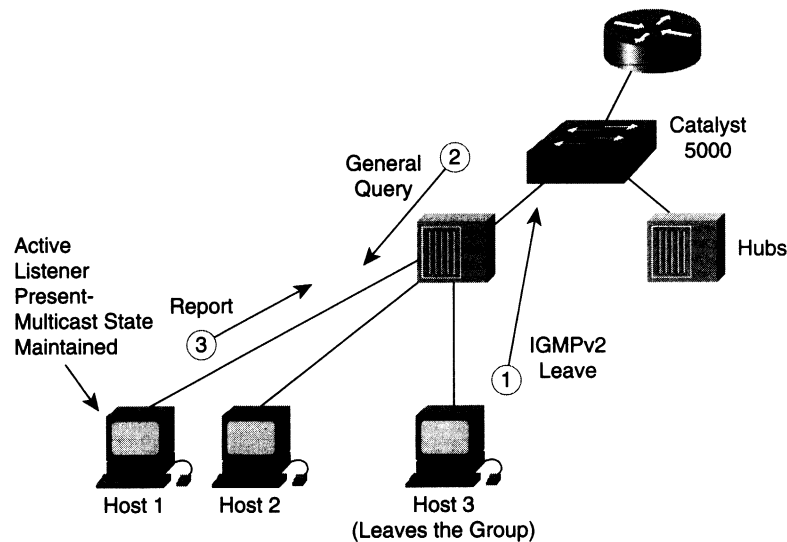 Catalyst
5000
General
Query
2
Hubs
Active
Listener
Present-
Multicast State
Maintained
Report
3
IGMPv2
Leave
1
Host 1
Host 2
Host 3
(Leaves the Group)